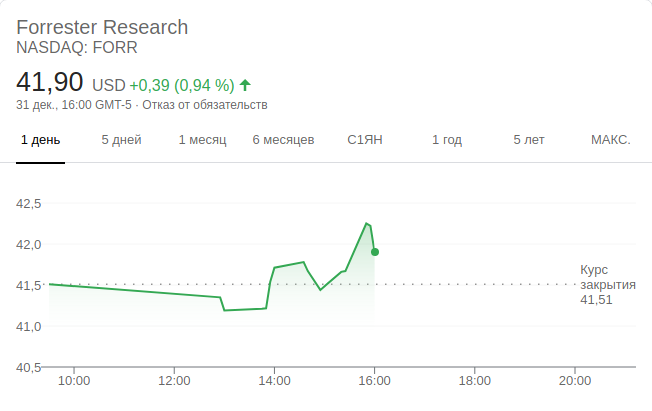 Forrester Research
NASDAQ: FORR
41,90 USD +0,39 (0,94 %)
31 дек., 16:00 GMT-5 · Отказ от обязательств
1 день 5 дней 1 месяц 6 месяцев С1ЯН 1 год 5 лет МАКС.
42,5
42,0
41,5
41,0
40,5
Курс
закрытия
41,51
10:00 12:00 14:00 16:00 18:00 20:00